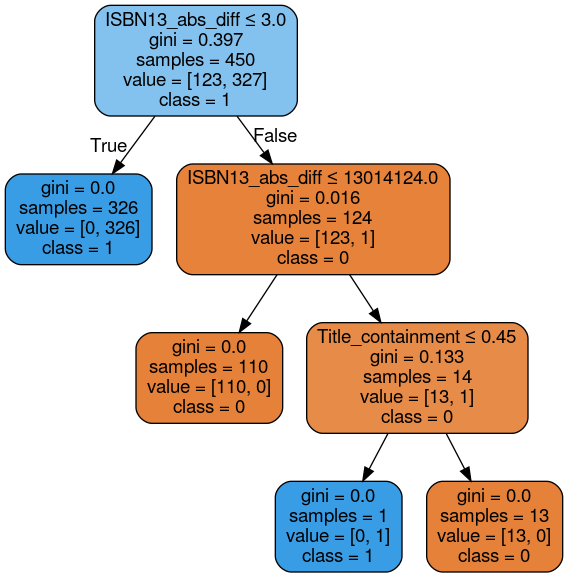 ISBN13_abs_diff ≤ 3.0
gini = 0.397
samples = 450
value = [123, 327]
class = 1
True
False
gini = 0.0
samples = 326
value = [0, 326]
class = 1
ISBN13_abs_diff ≤ 13014124.0
gini = 0.016
samples = 124
value = [123, 1]
class = 0
gini = 0.0
samples = 110
value = [110, 0]
class = 0
Title_containment ≤ 0.45
gini = 0.133
samples = 14
value = [13, 1]
class = 0
gini = 0.0
samples = 1
value = [0, 1]
class = 1
gini = 0.0
samples = 13
value = [13, 0]
class = 0